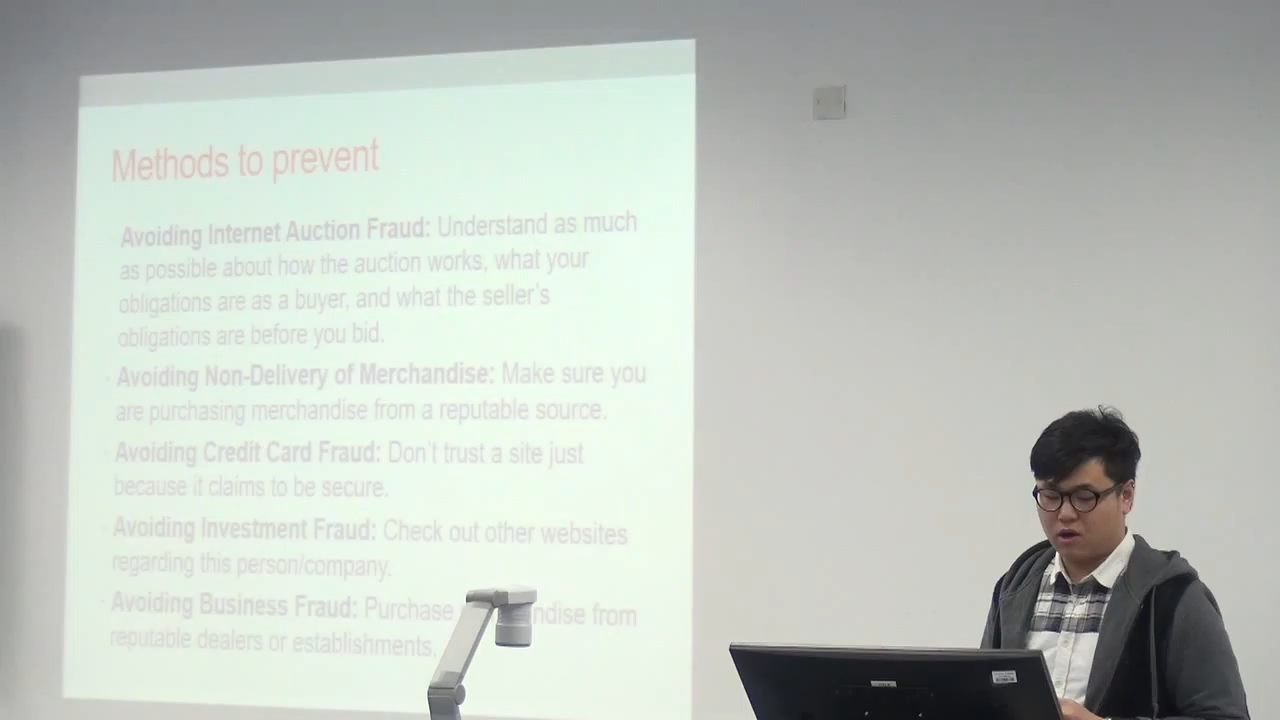 Methods to prevent
Avoiding Internet Auction Fraud: Understand as much
as possible about how the auction works, what your
obligations are as a buyer, and what the seller's
obligations are before you bid.
Avoiding Non-Delivery of Merchandise: Make sure you
are purchasing merchandise from a reputable source.
Avoiding Credit Card Fraud: Don't trust a site just
because it claims to be secure.
Avoiding Investment Fraud: Check out other websites
regarding this person/company.
Avoiding Business Fraud: Purchase ndise from
reputable dealers or establishments.